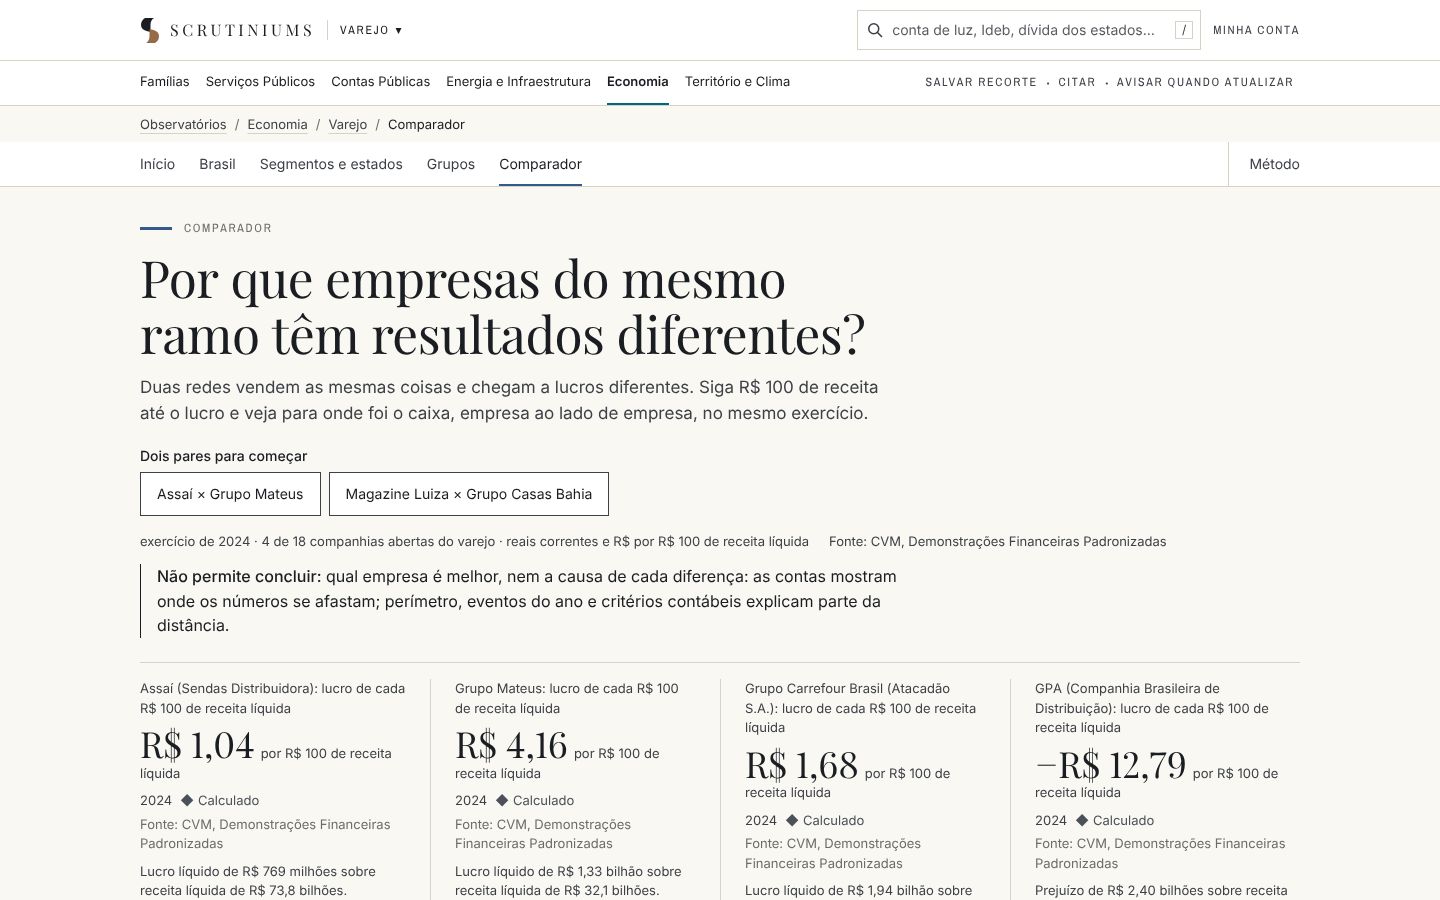 SCRUTINIUMS
VAREJO ▾
conta de luz, Ideb, dívida dos estados...
/
MINHA CONTA
Famílias
Serviços Públicos
Contas Públicas
Energia e Infraestrutura
Economia
Território e Clima
SALVAR RECORTE · CITAR · AVISAR QUANDO ATUALIZAR
Observatórios / Economia / Varejo / Comparador
Início
Brasil
Segmentos e estados
Grupos
Comparador
Método
COMPARADOR
Por que empresas do mesmo
ramo têm resultados diferentes?
Duas redes vendem as mesmas coisas e chegam a lucros diferentes. Siga R$ 100 de receita
até o lucro e veja para onde foi o caixa, empresa ao lado de empresa, no mesmo exercício.
Dois pares para começar
Assaí × Grupo Mateus
Magazine Luiza × Grupo Casas Bahia
exercício de 2024 · 4 de 18 companhias abertas do varejo · reais correntes e R$ por R$ 100 de receita líquida
Fonte: CVM, Demonstrações Financeiras Padronizadas
Não permite concluir: qual empresa é melhor, nem a causa de cada diferença: as contas mostram
onde os números se afastam; perímetro, eventos do ano e critérios contábeis explicam parte da
distância.
Assaí (Sendas Distribuidora): lucro de cada
R$ 100 de receita líquida
R$ 1,04 por R$ 100 de receita
líquida
2024 ◆ Calculado
Fonte: CVM, Demonstrações Financeiras
Padronizadas
Lucro líquido de R$ 769 milhões sobre
receita líquida de R$ 73,8 bilhões.
Grupo Mateus: lucro de cada R$ 100
de receita líquida
R$ 4,16 por R$ 100 de
receita líquida
2024 ◆ Calculado
Fonte: CVM, Demonstrações
Financeiras Padronizadas
Lucro líquido de R$ 1,33 bilhão sobre
receita líquida de R$ 32,1 bilhões.
Grupo Carrefour Brasil (Atacadão
S.A.): lucro de cada R$ 100 de receita
líquida
R$ 1,68 por R$ 100 de
receita líquida
2024 ◆ Calculado
Fonte: CVM, Demonstrações
Financeiras Padronizadas
Lucro líquido de R$ 1,94 bilhão sobre
GPA (Companhia Brasileira de
Distribuição): lucro de cada R$ 100 de
receita líquida
−R$ 12,79 por R$ 100 de
receita líquida
2024 ◆ Calculado
Fonte: CVM, Demonstrações Financeiras
Padronizadas
Prejuízo de R$ 2,40 bilhões sobre receita